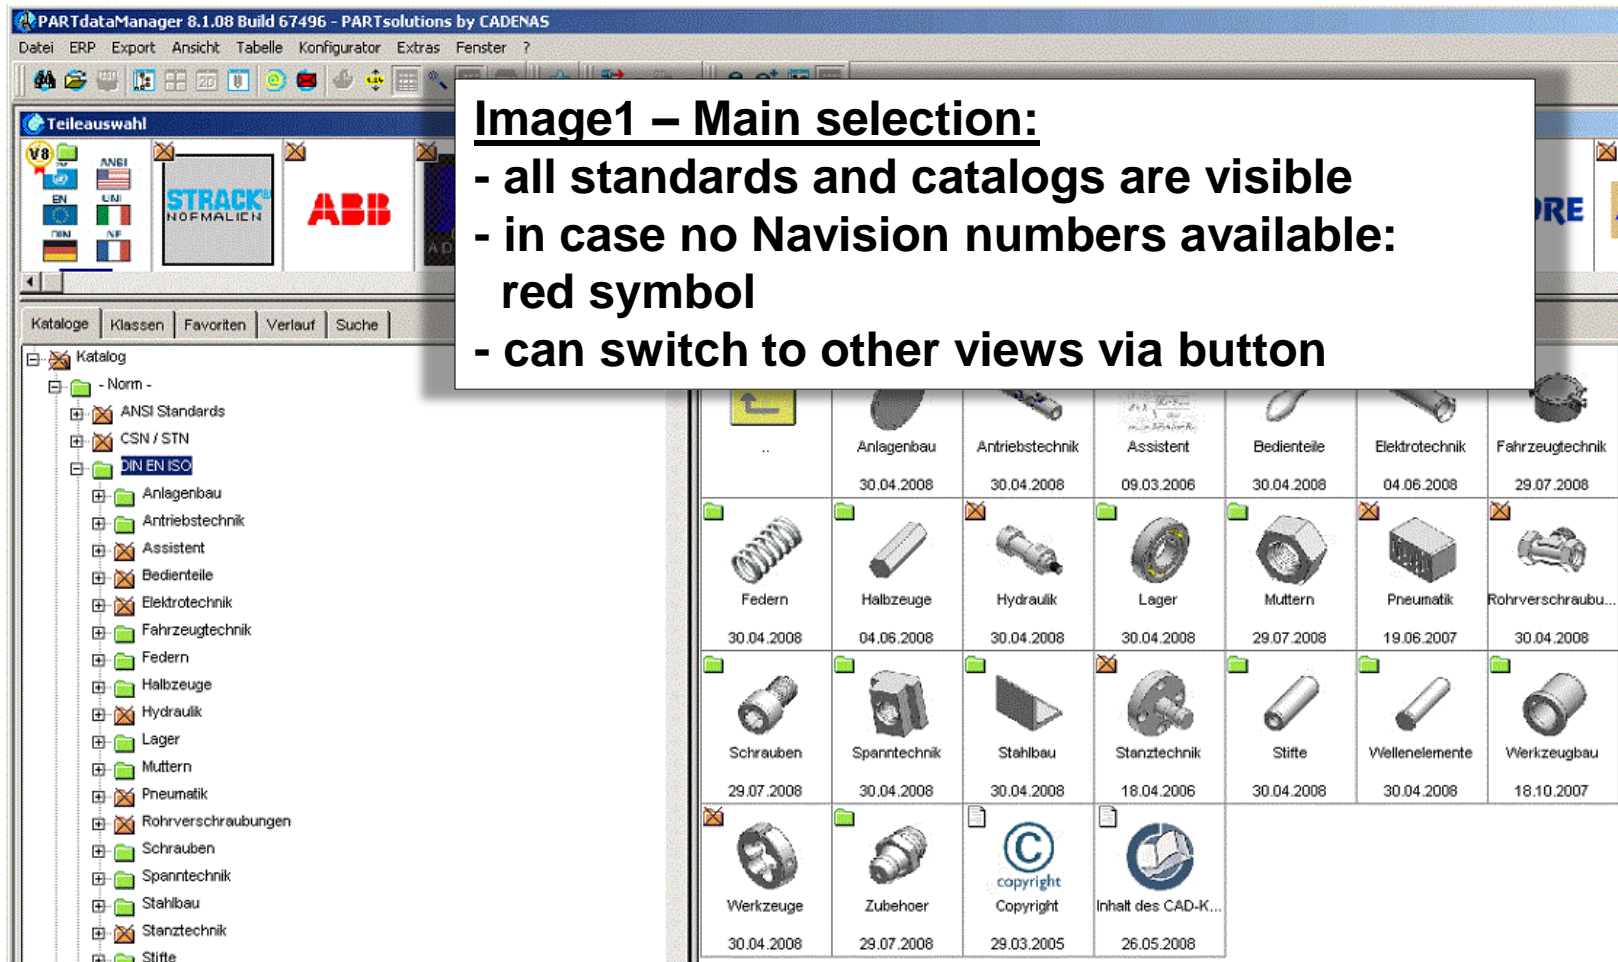 PARTdataManager 8.1.08 Build 67496 - PARTsolutions by CADENAS
Datei ERP Export Ansicht Tabelle Konfigurator Extras Fenster ?
Teileauswahl
V8
ANSI
EN UNI
DIN NF
STRACK®
NORMALIEN
ABB
AD
RE
Image1 – Main selection:
- all standards and catalogs are visible
- in case no Navision numbers available:
red symbol
- can switch to other views via button
Kataloge Klassen Favoriten Verlauf Suche
Katalog
- Norm -
ANSI Standards
CSN / STN
DIN EN ISO
Anlagenbau
Antriebstechnik
Assistent
Bedienteile
Elektrotechnik
Fahrzeugtechnik
Federn
Halbzeuge
Hydraulik
Lager
Muttern
Pneumatik
Rohrverschraubungen
Schrauben
Spanntechnik
Stahlbau
Stanztechnik
Stifte
.. Anlagenbau Antriebstechnik Assistent Bedienteile Elektrotechnik Fahrzeugtechnik
30.04.2008 30.04.2008 09.03.2006 30.04.2008 04.06.2008 29.07.2008
Federn Halbzeuge Hydraulik Lager Muttern Pneumatik Rohrverschraubu...
30.04.2008 04.06.2008 30.04.2008 30.04.2008 29.07.2008 19.06.2007 30.04.2008
Schrauben Spanntechnik Stahlbau Stanztechnik Stifte Wellenelemente Werkzeugbau
29.07.2008 30.04.2008 30.04.2008 18.04.2006 30.04.2008 30.04.2008 18.10.2007
copyright
Werkzeuge Zubehoer Copyright Inhalt des CAD-K...
30.04.2008 29.07.2008 29.03.2005 26.05.2008